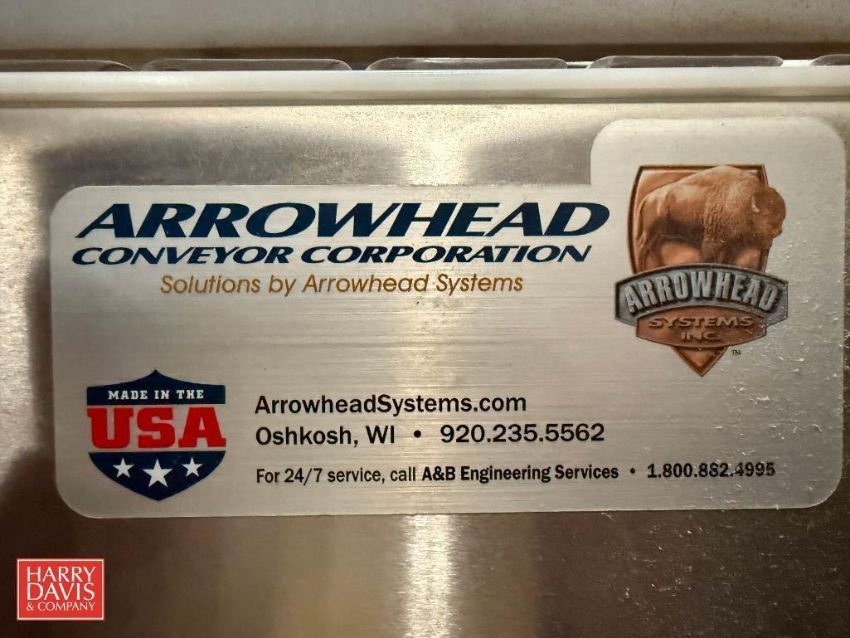 ARROWHEAD
CONVEYOR CORPORATION
Solutions by Arrowhead Systems
ARROWHEAD
SYSTEMS
INC.
TM
MADE IN THE
USA
ArrowheadSystems.com
Oshkosh, WI • 920.235.5562
For 24/7 service, call A&B Engineering Services • 1.800.882.4995
HARRY
DAVIS
& COMPANY